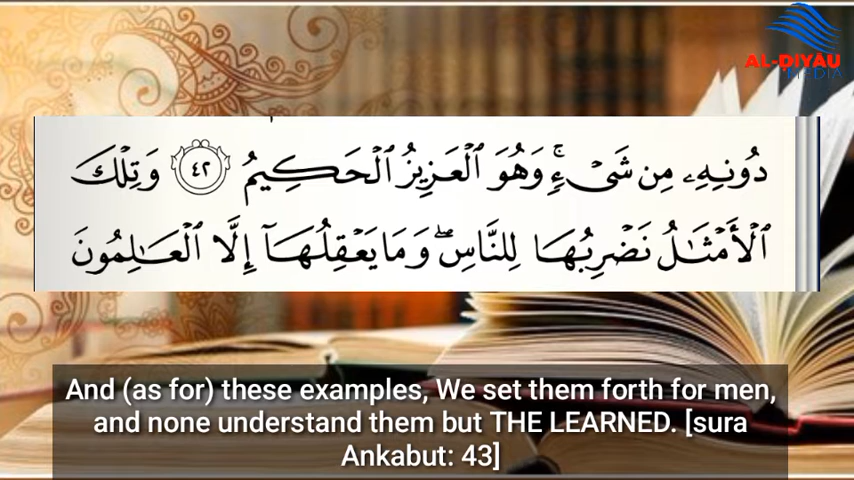 AL-DIYĀU
MEDIA
دُونِهِۦ مِن شَىْءٍۚ وَهُوَ ٱلْعَزِيزُ ٱلْحَكِيمُ ٤٢ وَتِلْكَ
ٱلْأَمْثَٰلُ نَضْرِبُهَا لِلنَّاسِۖ وَمَا يَعْقِلُهَآ إِلَّا ٱلْعَٰلِمُونَ
And (as for) these examples, We set them forth for men,
and none understand them but THE LEARNED. [sura
Ankabut: 43]